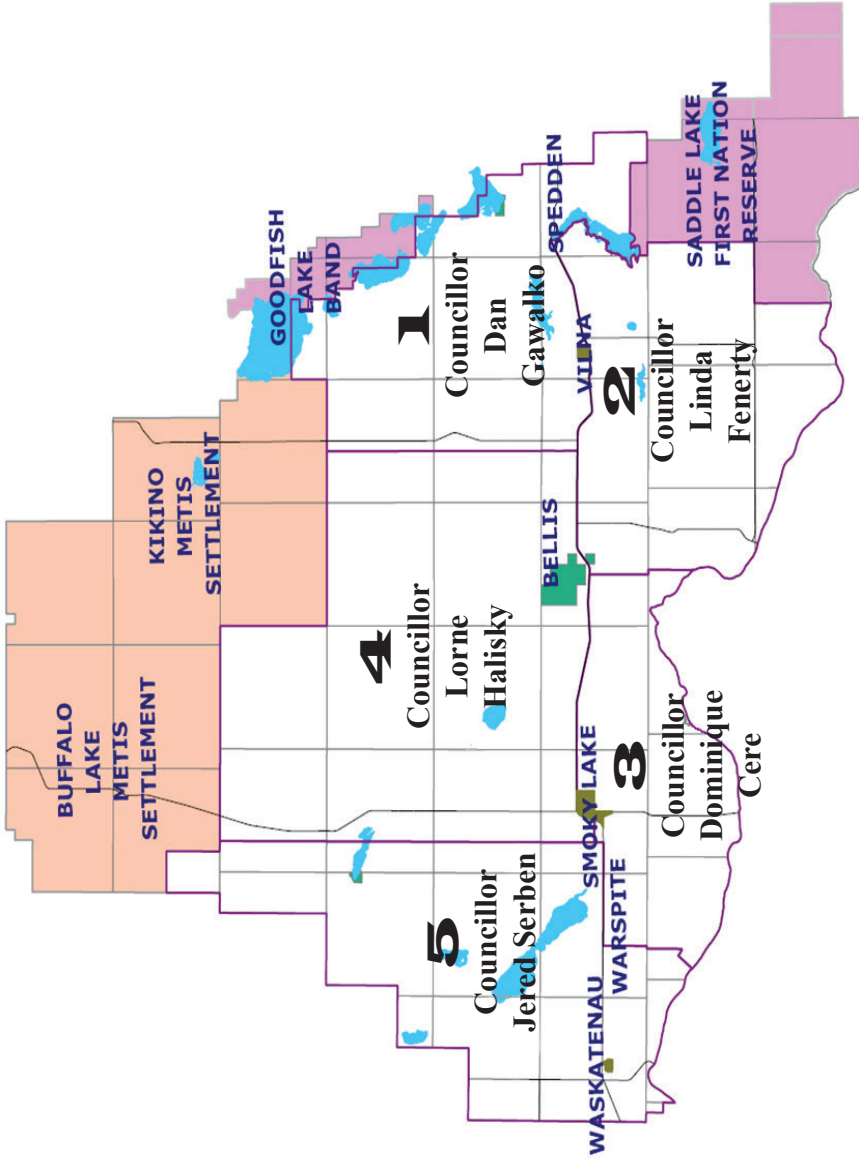 BUFFALO
LAKE
METIS
SETTLEMENT
KIKINO
METIS
SETTLEMENT
GOODFISH
LAKE
BAND
5
Councillor
Jered Serben
4
Councillor
Lorne
Halisky
1
Councillor
Dan
Gawalko
WASKATENAU
WARSPITE
SMOKY LAKE
BELLIS
VILNA
SPEDDEN
3
Councillor
Dominique
Cere
2
Councillor
Linda
Fenerty
SADDLE LAKE
FIRST NATION
RESERVE